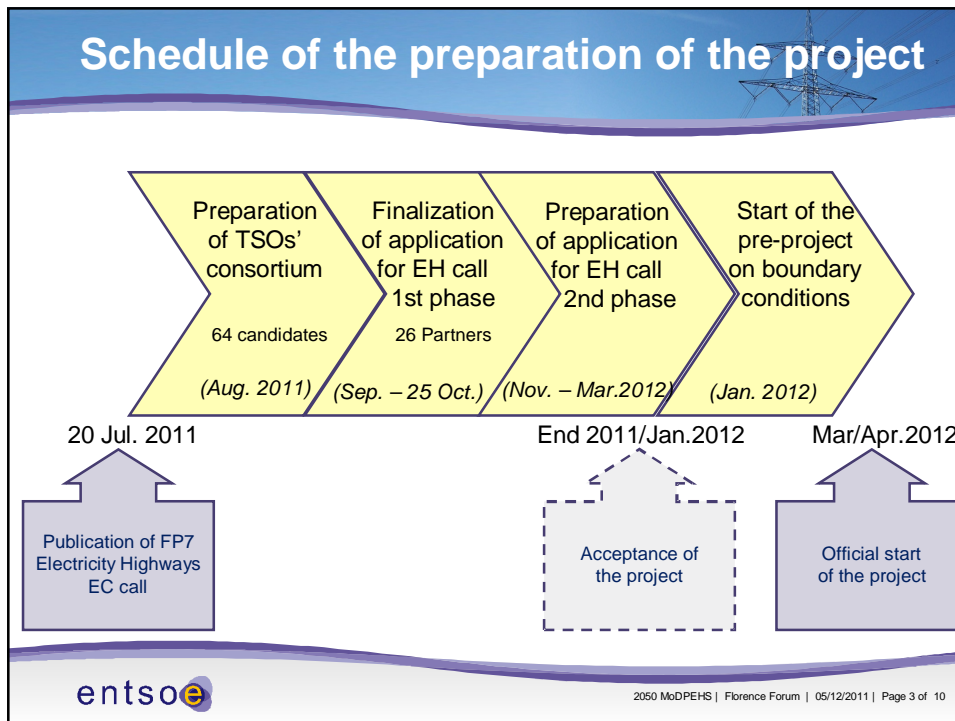 Schedule of the preparation of the project
Preparation
of TSOs'
consortium
64 candidates
(Aug. 2011)
Finalization
of application
for EH call
1st phase
26 Partners
(Sep. – 25 Oct.)
Preparation
of application
for EH call
2nd phase
(Nov. – Mar.2012)
Start of the
pre-project
on boundary
conditions
(Jan. 2012)
20 Jul. 2011
End 2011/Jan.2012
Mar/Apr.2012
Publication of FP7
Electricity Highways
EC call
Acceptance of
the project
Official start
of the project
entsoe
2050 MoDPEHS | Florence Forum | 05/12/2011 | Page 3 of 10